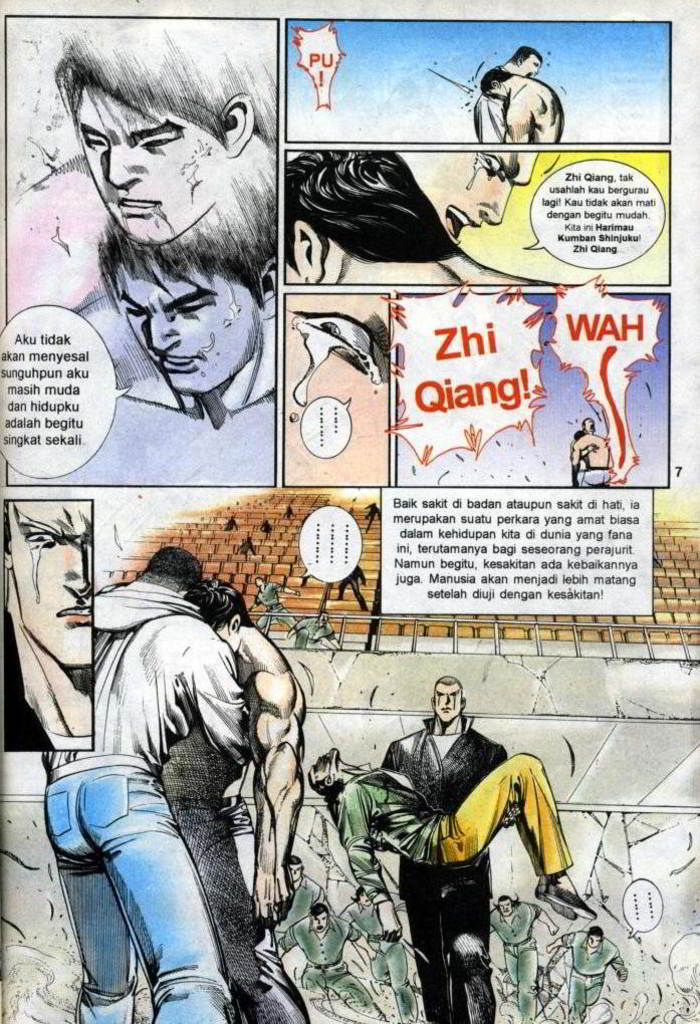 Aku tidak
akan menyesal
sunguhpun aku
masih muda
dan hidupku
adalah begitu
singkat sekali.
PU
!
Zhi Qiang, tak
usahlah kau bergurau
lagi! Kau tidak akan mati
dengan begitu mudah.
Kita ini Harimau
Kumban Shinjuku!
Zhi Qiang...
.......
Zhi
Qiang!
WAH
!
7
Baik sakit di badan ataupun sakit di hati, ia
merupakan suatu perkara yang amat biasa
dalam kehidupan kita di dunia yang fana
ini, terutamanya bagi seseorang perajurit.
Namun begitu, kesakitan ada kebaikannya
juga. Manusia akan menjadi lebih matang
setelah diuji dengan kesakitan!